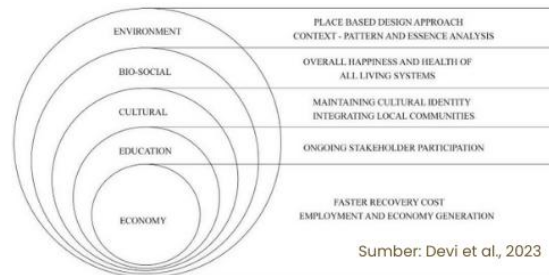 ENVIRONMENT
PLACE BASED DESIGN APPROACH
CONTEXT - PATTERN AND ESSENCE ANALYSIS
BIO-SOCIAL
OVERALL HAPPINESS AND HEALTH OF
ALL LIVING SYSTEMS
CULTURAL
MAINTAINING CULTURAL IDENTITY
INTEGRATING LOCAL COMMUNITIES
EDUCATION
ONGOING STAKEHOLDER PARTICIPATION
ECONOMY
FASTER RECOVERY COST
EMPLOYMENT AND ECONOMY GENERATION
Sumber: Devi et al., 2023